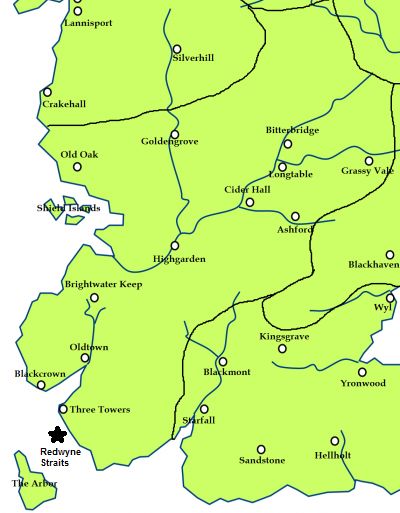 Lannisport
Silverhill
Crakehall
Bitterbridge
Goldengrove
Old Oak
Grassy Vale
Longtable
Cider Hall
Shield Islands
Ashford
Highgarden
Blackhaven
Brightwater Keep
Wyl
Kingsgrave
Oldtown
Blackcrown
Blackmont
Yronwood
Three Towers
Starfall
Redwyne
Straits
Sandstone
Hellholt
The Arbor